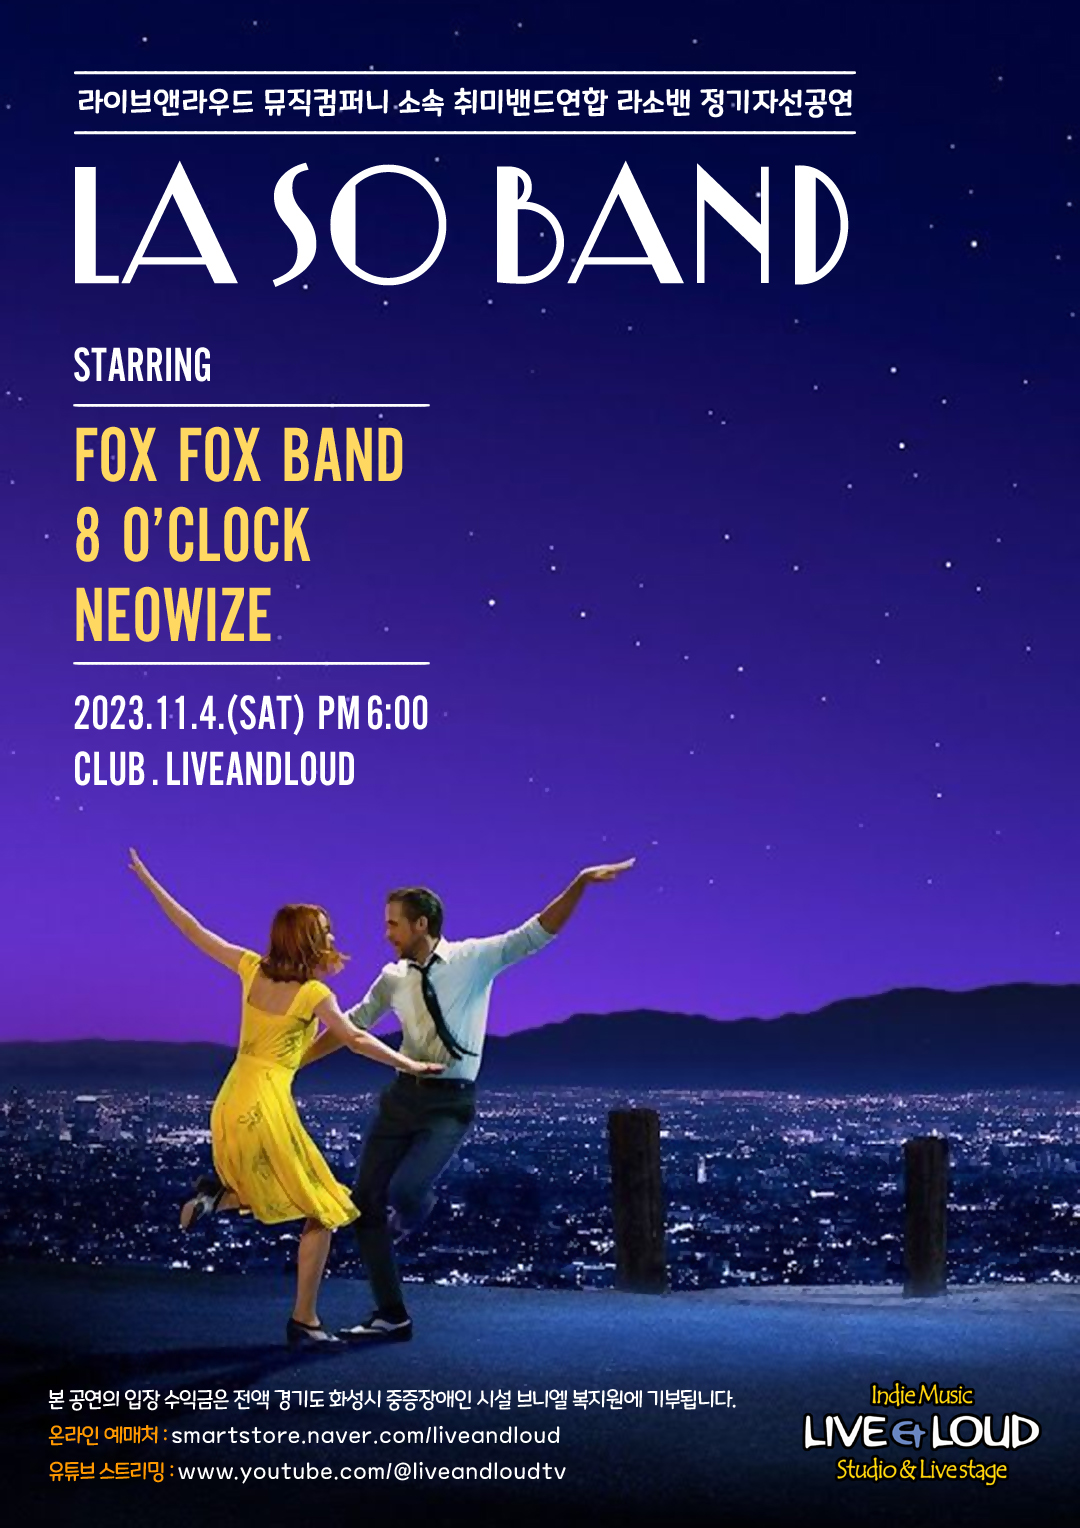 라이브앤라우드 뮤직컴퍼니 소속 취미밴드연합 라소밴 정기자선공연
LA SO BAND
STARRING
FOX FOX BAND
8 O'CLOCK
NEOWIZE
2023.11.4.(SAT) PM 6:00
CLUB . LIVEANDLOUD
본 공연의 입장 수익금은 전액 경기도 화성시 중증장애인 시설 브니엘 복지원에 기부됩니다.
온라인 예매처 : smartstore.naver.com/liveandloud
유튜브 스트리밍 : www.youtube.com/@liveandloudtv
Indie Music
LIVE & LOUD
Studio & Live stage